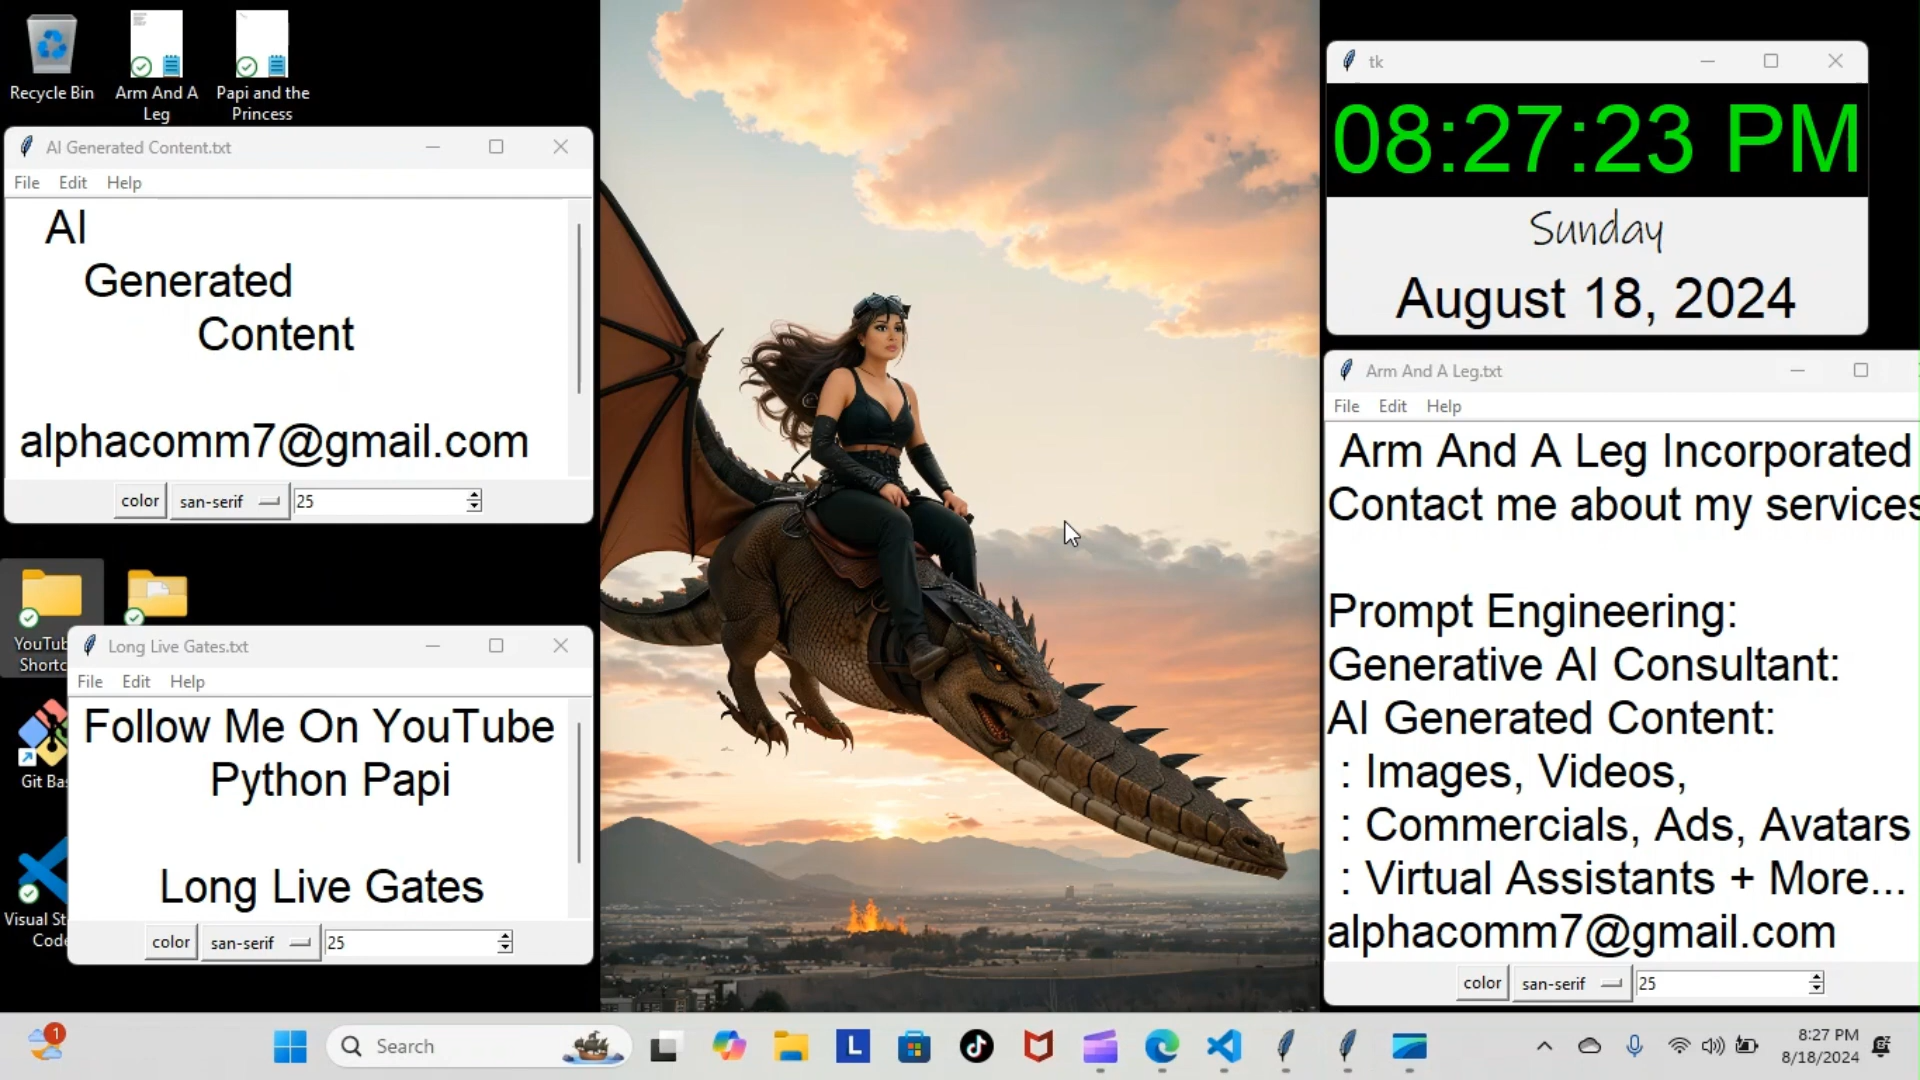 Recycle Bin
Arm And A
Leg
Papi and the
Princess
AI Generated Content.txt
File Edit Help
AI
Generated
Content
alphacomm7@gmail.com
color san-serif 25
Shortc
Long Live Gates.txt
File Edit Help
Follow Me On YouTube
Python Papi
Long Live Gates
color san-serif 25
Git Ba
Visual St
Code
tk
08:27:23 PM
Sunday
August 18, 2024
Arm And A Leg.txt
File Edit Help
Arm And A Leg Incorporated
Contact me about my services
Prompt Engineering:
Generative AI Consultant:
AI Generated Content:
: Images, Videos,
: Commercials, Ads, Avatars
: Virtual Assistants + More...
alphacomm7@gmail.com
color san-serif 25
1
Search
L
8:27 PM
8/18/2024